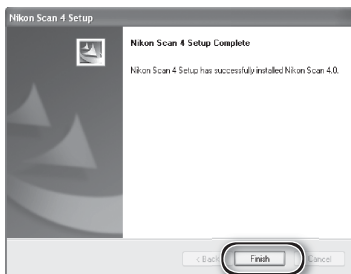 Nikon Scan 4 Setup
Nikon Scan 4 Setup Complete
Nikon Scan 4 Setup has successfully installed Nikon Scan 4.0.
< Back Finish Cancel